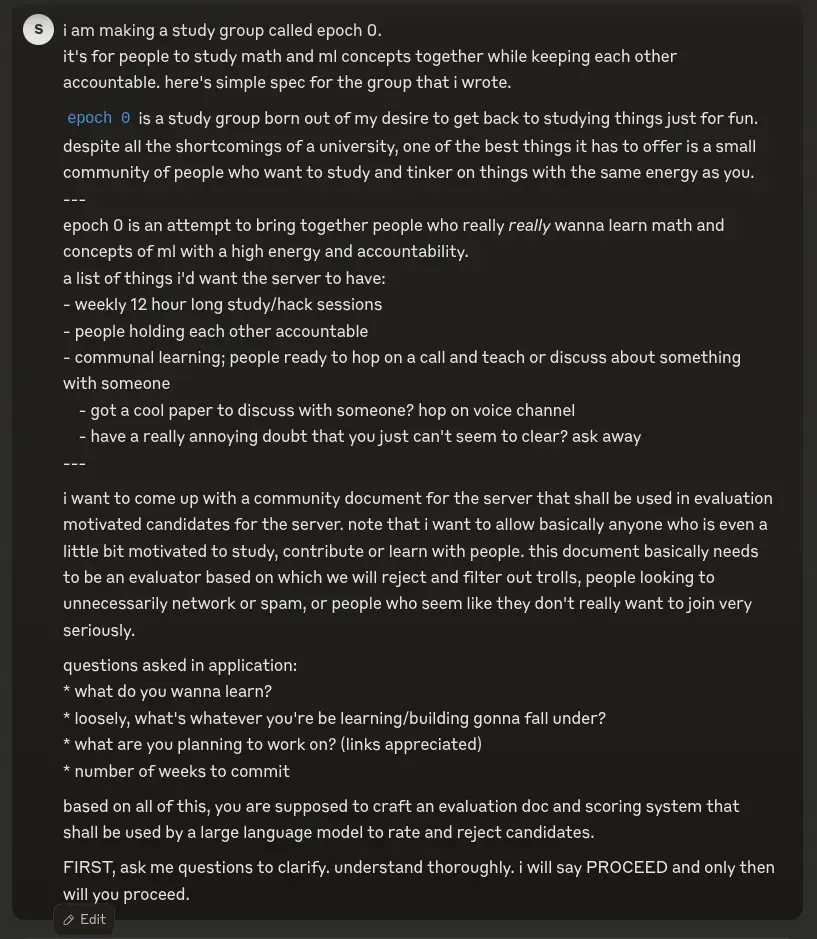 S
i am making a study group called epoch 0.
it's for people to study math and ml concepts together while keeping each other
accountable. here's simple spec for the group that i wrote.
epoch 0 is a study group born out of my desire to get back to studying things just for fun.
despite all the shortcomings of a university, one of the best things it has to offer is a small
community of people who want to study and tinker on things with the same energy as you.
---
epoch 0 is an attempt to bring together people who really really wanna learn math and
concepts of ml with a high energy and accountability.
a list of things i'd want the server to have:
- weekly 12 hour long study/hack sessions
- people holding each other accountable
- communal learning; people ready to hop on a call and teach or discuss about something
with someone
- got a cool paper to discuss with someone? hop on voice channel
- have a really annoying doubt that you just can't seem to clear? ask away
---
i want to come up with a community document for the server that shall be used in evaluation
motivated candidates for the server. note that i want to allow basically anyone who is even a
little bit motivated to study, contribute or learn with people. this document basically needs
to be an evaluator based on which we will reject and filter out trolls, people looking to
unnecessarily network or spam, or people who seem like they don't really want to join very
seriously.
questions asked in application:
* what do you wanna learn?
* loosely, what's whatever you're be learning/building gonna fall under?
* what are you planning to work on? (links appreciated)
* number of weeks to commit
based on all of this, you are supposed to craft an evaluation doc and scoring system that
shall be used by a large language model to rate and reject candidates.
FIRST, ask me questions to clarify. understand thoroughly. i will say PROCEED and only then
will you proceed.
Edit